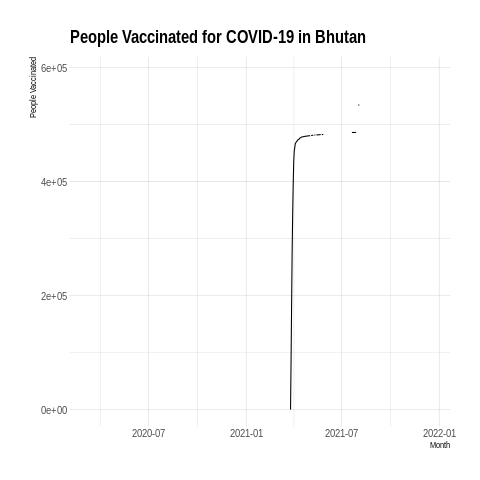 People Vaccinated for COVID-19 in Bhutan
People Vaccinated
6e+05
4e+05
2e+05
0e+00
2020-07
2021-01
2021-07
2022-01
Month